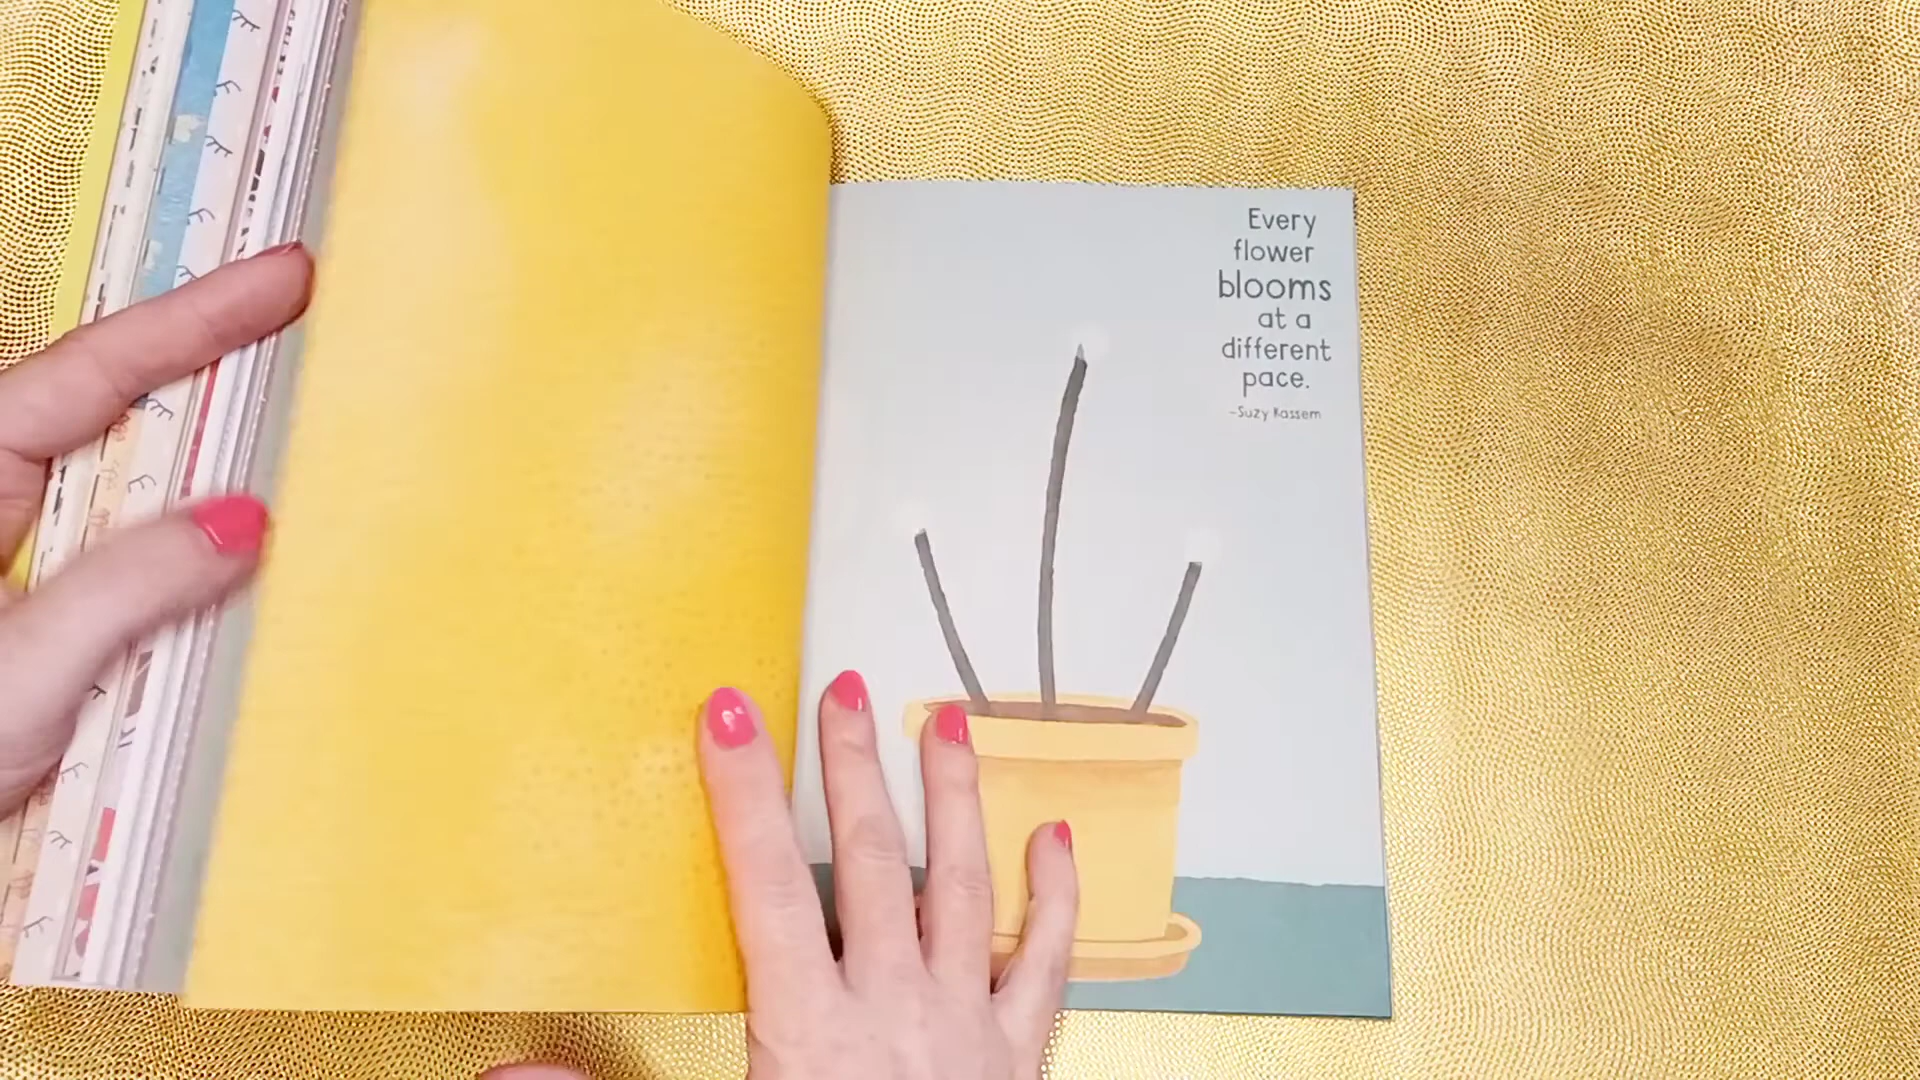 Every
flower
blooms
at a
different
pace.
-Suzy Kassem